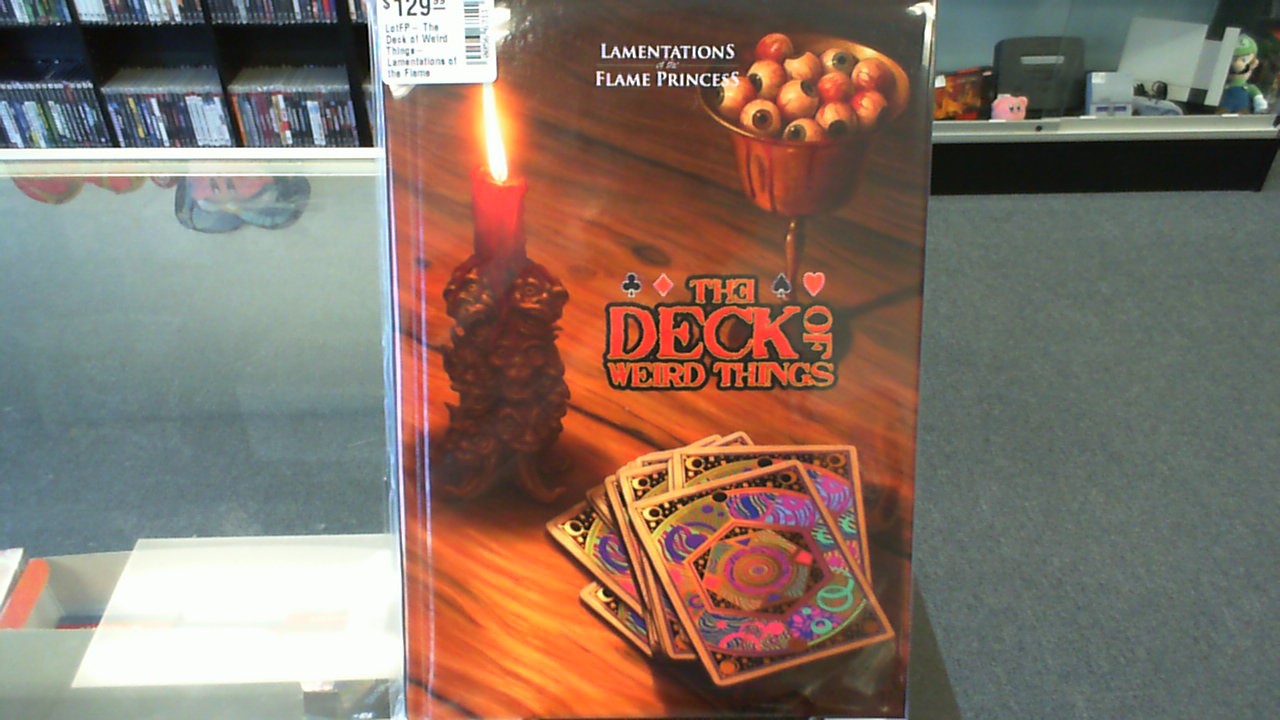 $129.99
LotFP - The
Deck of Weird
Things -
Lamentations of
the Flame
LAMENTATIONS
of the
FLAME PRINCESS
THE
DECK OF
WEIRD THINGS